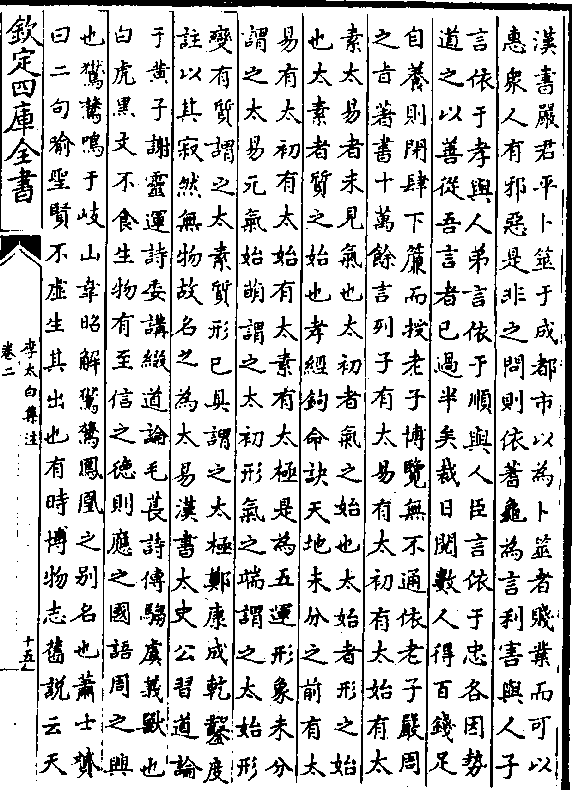 漢書嚴君平卜筮于成都市以為卜筮者賤業而可以
惠衆人有邪惡是非之問則依蓍龜為言利害與人子
言依于孝與人弟言依于順與人臣言依于忠各因勢
道之以善從吾言者已過半矣裁日閱數人得百錢足
自養則閉肆下簾而授老子博覽無不通依老子嚴周
之㫖著書十萬餘言列子有太易有太初有太始有太
素太易者未見氣也太初者氣之始也太始者形之始
也太素者質之始也孝經鉤命訣天地未分之前有太
易有太初有太始有太素有太極是為五運形象未分
謂之太易元氣始萌謂之太初形氣之端謂之太始形
變有質謂之太素質形已具謂之太極鄭康成乾鑿度
註以其寂然無物故名之為太易漢書太史公習道論
于黄子謝靈運詩委講綴道論毛萇詩傳騶虞義獸也
白虎黑文不食生物有至信之徳則應之國語周之興
也鸑鷟鳴于岐山韋昭解鸑鷟鳳凰之别名也蕭士贇
曰二句喻聖賢不虚生其出也有時博物志舊説云天
欽定四庫全書
李太白集注
卷二
十五